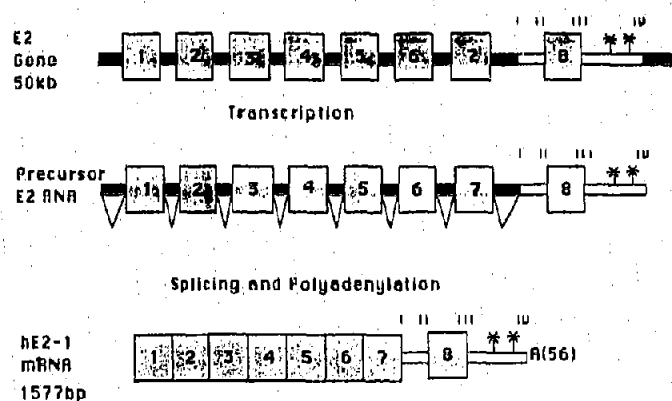 E2
Gene
50kb
I II III IV
* *
1 2 3 4 5 6 7 8
Transcription
Precursor
E2 RNA
I II III IV
* *
1 2 3 4 5 6 7 8
Splicing and Polyadenylation
hE2-1
mRNA
1577bp
I II III IV
* *
1 2 3 4 5 6 7 8 A(56)